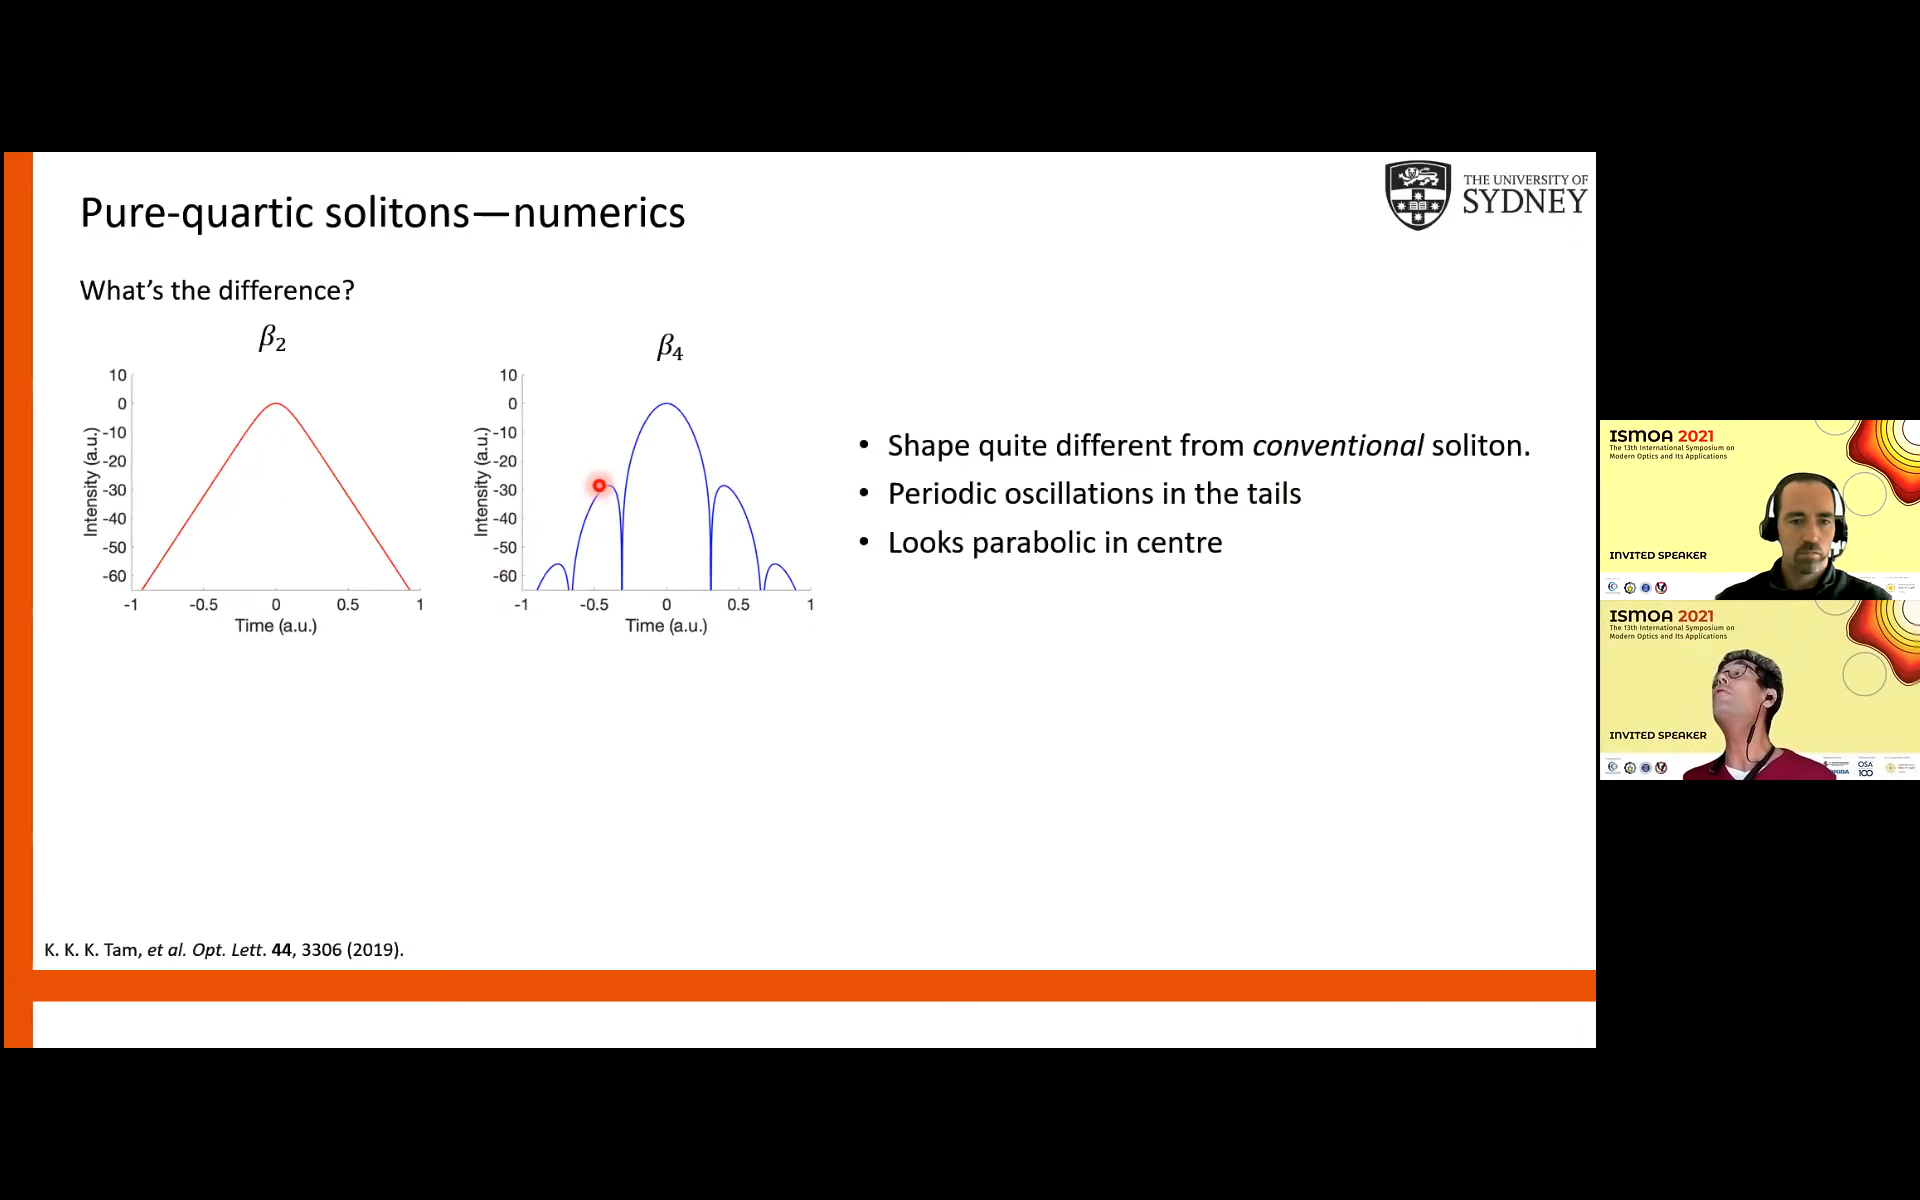 Pure-quartic solitons—numerics
THE UNIVERSITY OF
SYDNEY
What's the difference?
β2
10
0
-10
-20
-30
-40
-50
-60
Intensity (a.u.)
-1 -0.5 0 0.5 1
Time (a.u.)
β4
10
0
-10
-20
-30
-40
-50
-60
Intensity (a.u.)
-1 -0.5 0 0.5 1
Time (a.u.)
• Shape quite different from conventional soliton.
• Periodic oscillations in the tails
• Looks parabolic in centre
K. K. K. Tam, et al. Opt. Lett. 44, 3306 (2019).
ISMOA 2021
The 13th International Symposium on
Modern Optics and Its Applications
INVITED SPEAKER
ISMOA 2021
The 13th International Symposium on
Modern Optics and Its Applications
INVITED SPEAKER
OSA
100